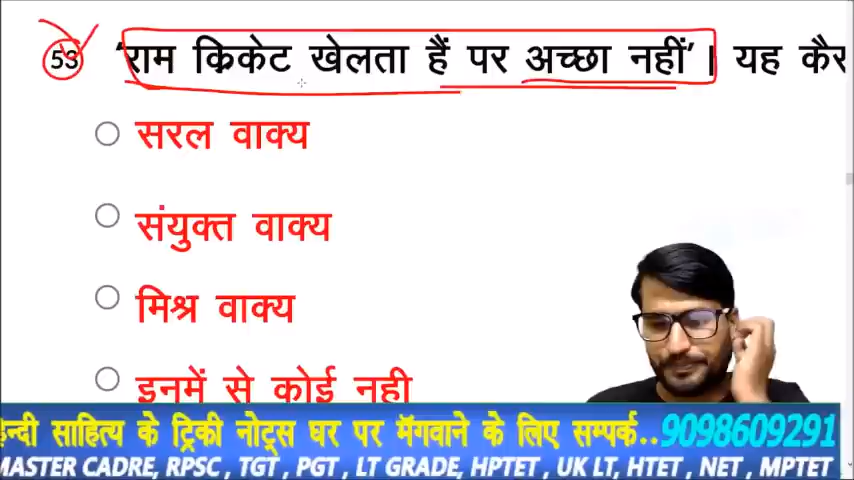 53 'राम क्रिकेट खेलता हैं पर अच्छा नहीं'। यह
सरल वाक्य
संयुक्त वाक्य
मिश्र वाक्य
इनमें से कोई नही
हिन्दी साहित्य के ट्रिकी नोट्स घर पर मॅगवाने के लिए सम्पर्क..9098609291
MASTER CADRE, RPSC , TGT , PGT , LT GRADE, HPTET , UK LT, HTET , NET , MPTET